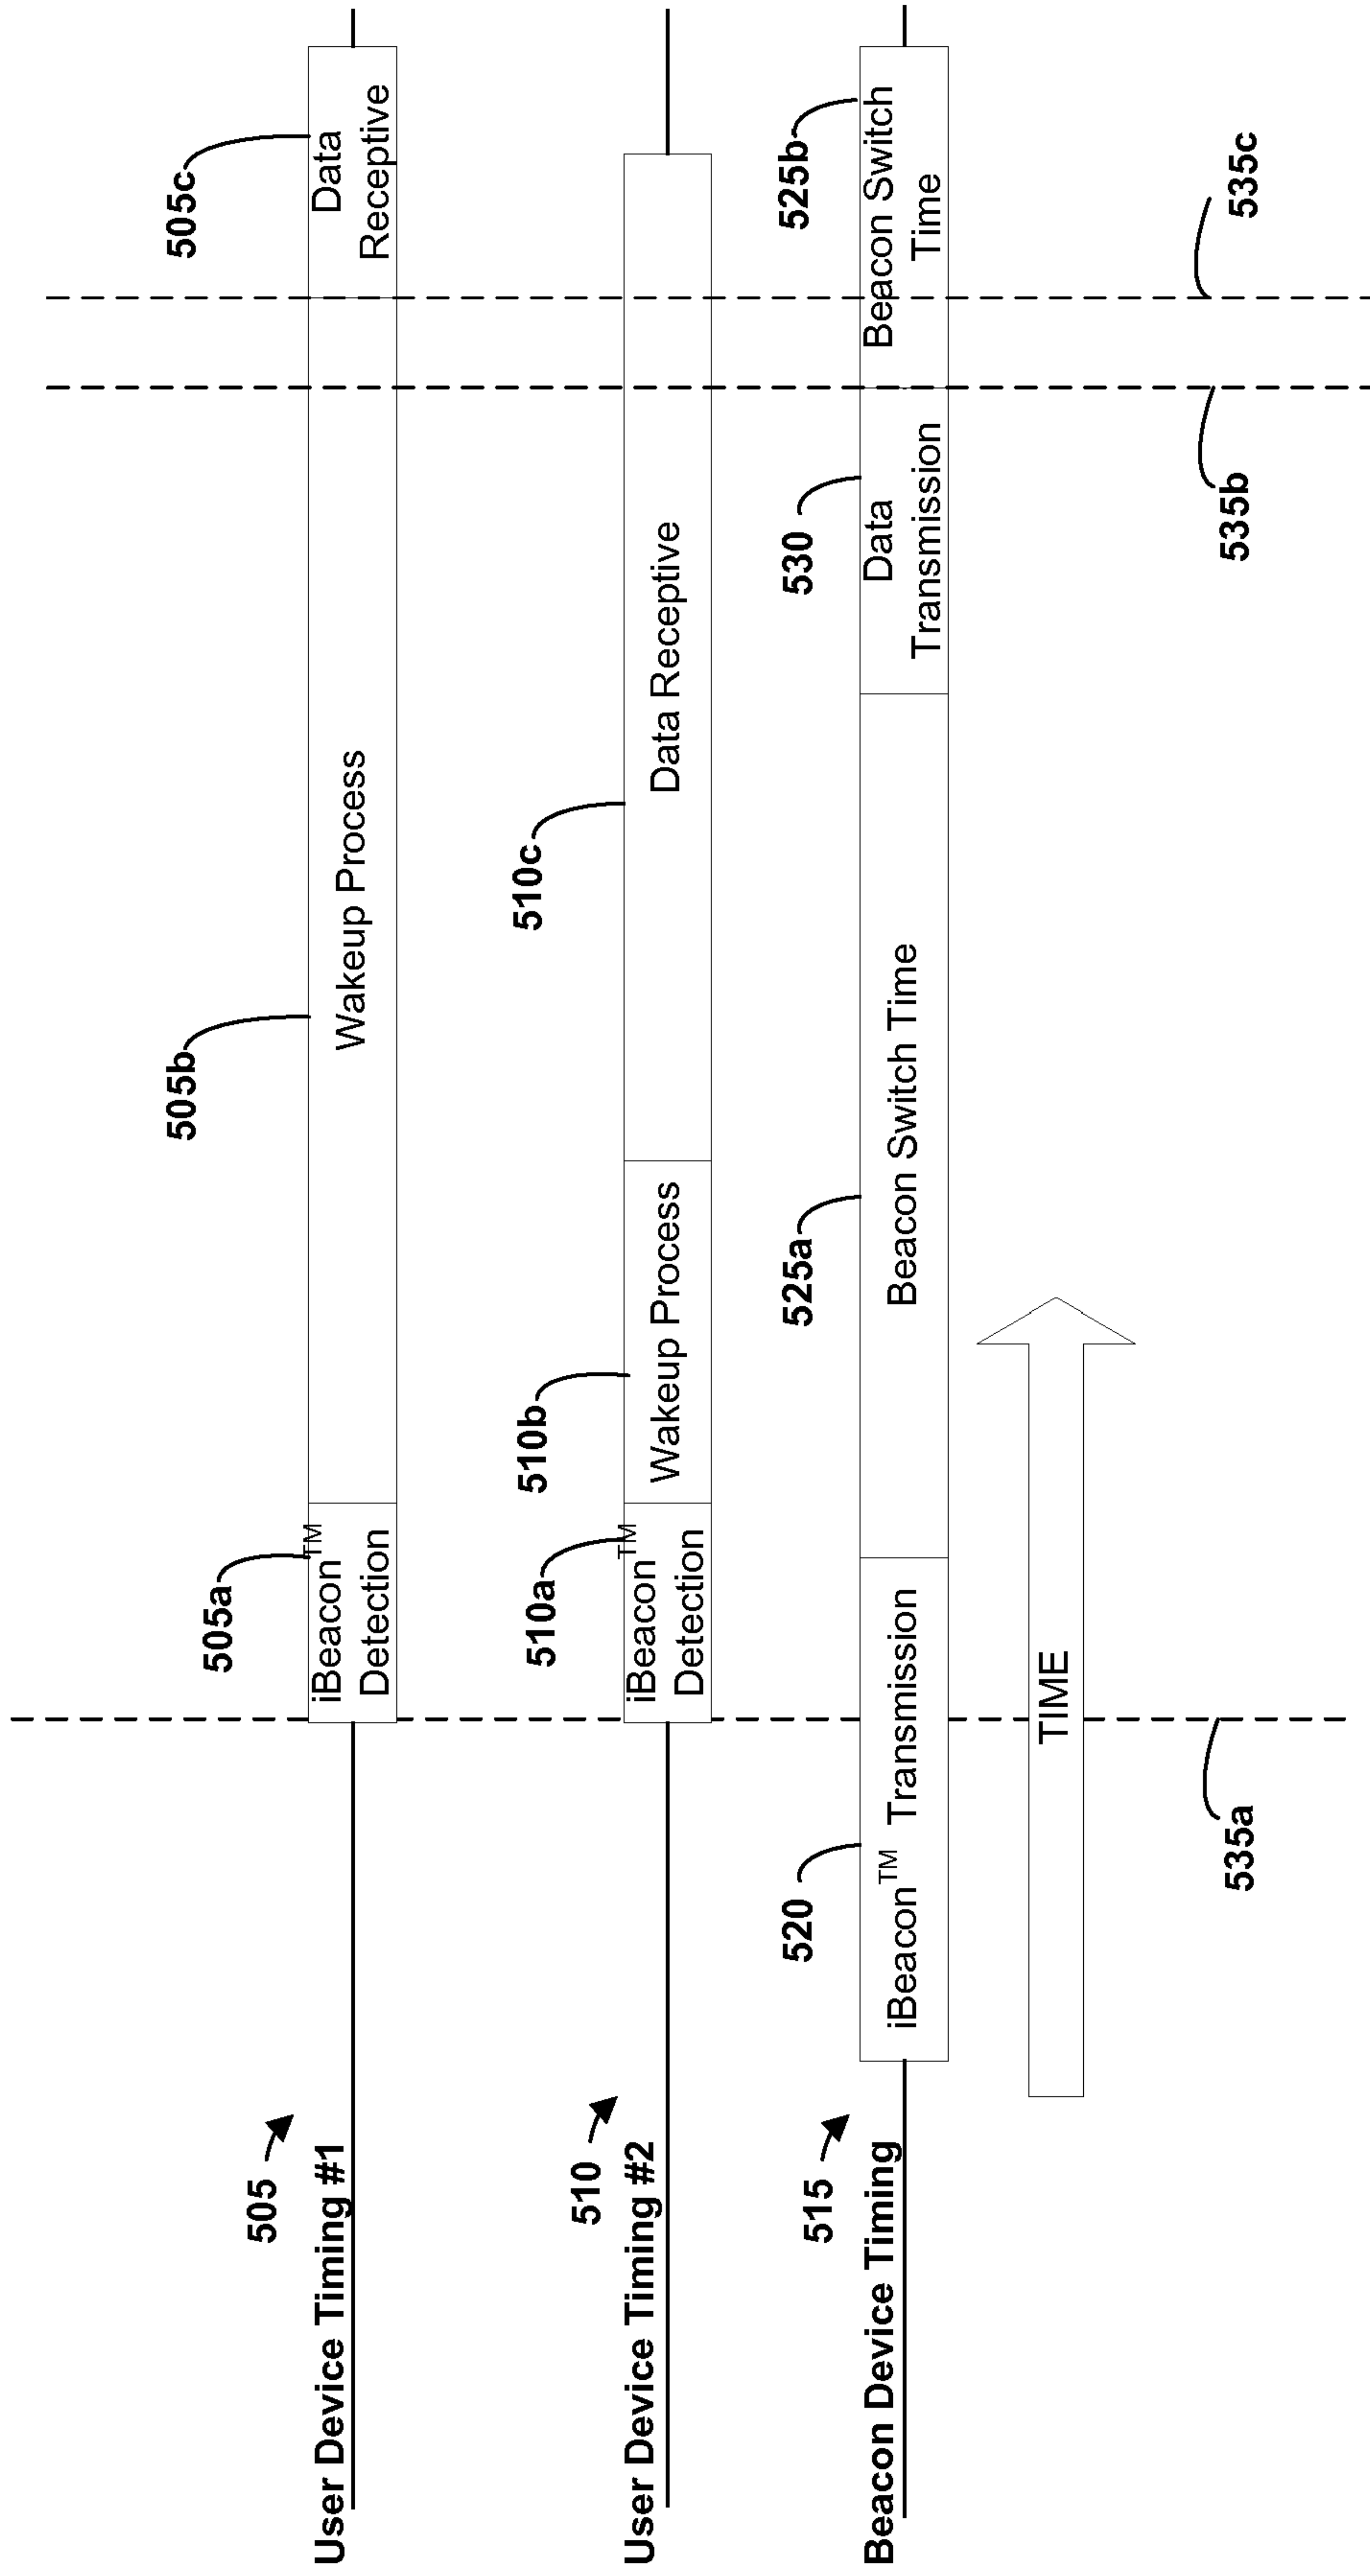 505
User Device Timing #1
505a
iBeacon™
Detection
505b
Wakeup Process
505c
Data
Receptive
510
User Device Timing #2
510a
iBeacon™
Detection
510b
Wakeup Process
510c
Data Receptive
515
Beacon Device Timing
520
iBeacon™ Transmission
525a
Beacon Switch Time
530
Data
Transmission
525b
Beacon Switch
Time
TIME
535a
535b
535c